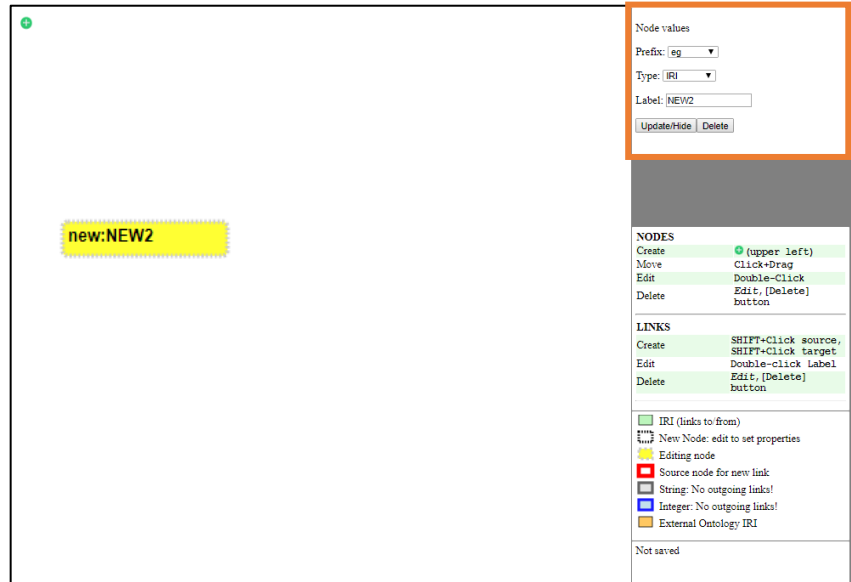 Node values
Prefix: eg
Type: IRI
Label: NEW2
Update/Hide Delete
new:NEW2
NODES
Create (upper left)
Move Click+Drag
Edit Double-Click
Delete Edit,[Delete]
button
LINKS
Create SHIFT+Click source,
SHIFT+Click target
Edit Double-click Label
Delete Edit,[Delete]
button
IRI (links to/from)
New Node: edit to set properties
Editing node
Source node for new link
String: No outgoing links!
Integer: No outgoing links!
External Ontology IRI
Not saved